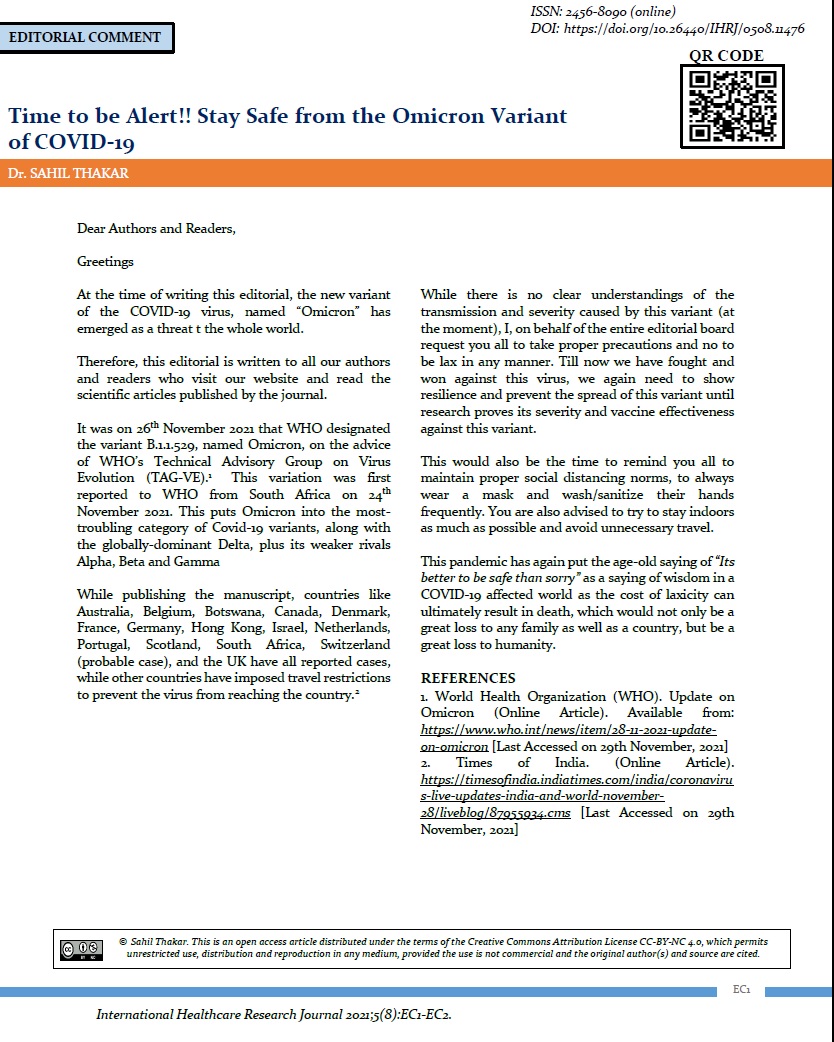 ISSN: 2456-8090 (online)
DOI: https://doi.org/10.26440/IHRJ/0508.11476
EDITORIAL COMMENT
QR CODE
Time to be Alert!! Stay Safe from the Omicron Variant
of COVID-19
Dr. SAHIL THAKAR
Dear Authors and Readers,
Greetings
At the time of writing this editorial, the new variant
of the COVID-19 virus, named “Omicron” has
emerged as a threat t the whole world.
Therefore, this editorial is written to all our authors
and readers who visit our website and read the
scientific articles published by the journal.
It was on 26th November 2021 that WHO designated
the variant B.1.1.529, named Omicron, on the advice
of WHO’s Technical Advisory Group on Virus
Evolution (TAG-VE).1 This variation was first
reported to WHO from South Africa on 24th
November 2021. This puts Omicron into the most-
troubling category of Covid-19 variants, along with
the globally-dominant Delta, plus its weaker rivals
Alpha, Beta and Gamma
While publishing the manuscript, countries like
Australia, Belgium, Botswana, Canada, Denmark,
France, Germany, Hong Kong, Israel, Netherlands,
Portugal, Scotland, South Africa, Switzerland
(probable case), and the UK have all reported cases,
while other countries have imposed travel restrictions
to prevent the virus from reaching the country.2
While there is no clear understandings of the
transmission and severity caused by this variant (at
the moment), I, on behalf of the entire editorial board
request you all to take proper precautions and no to
be lax in any manner. Till now we have fought and
won against this virus, we again need to show
resilience and prevent the spread of this variant until
research proves its severity and vaccine effectiveness
against this variant.
This would also be the time to remind you all to
maintain proper social distancing norms, to always
wear a mask and wash/sanitize their hands
frequently. You are also advised to try to stay indoors
as much as possible and avoid unnecessary travel.
This pandemic has again put the age-old saying of “Its
better to be safe than sorry” as a saying of wisdom in a
COVID-19 affected world as the cost of laxicity can
ultimately result in death, which would not only be a
great loss to any family as well as a country, but be a
great loss to humanity.
REFERENCES
1. World Health Organization (WHO). Update on
Omicron (Online Article). Available from:
https://www.who.int/news/item/28-11-2021-update-
on-omicron [Last Accessed on 29th November, 2021]
2. Times of India. (Online Article).
https://timesofindia.indiatimes.com/india/coronaviru
s-live-updates-india-and-world-november-
28/liveblog/87955934.cms [Last Accessed on 29th
November, 2021]
cc BY NC
© Sahil Thakar. This is an open access article distributed under the terms of the Creative Commons Attribution License CC-BY-NC 4.0, which permits
unrestricted use, distribution and reproduction in any medium, provided the use is not commercial and the original author(s) and source are cited.
EC1
International Healthcare Research Journal 2021;5(8):EC1-EC2.